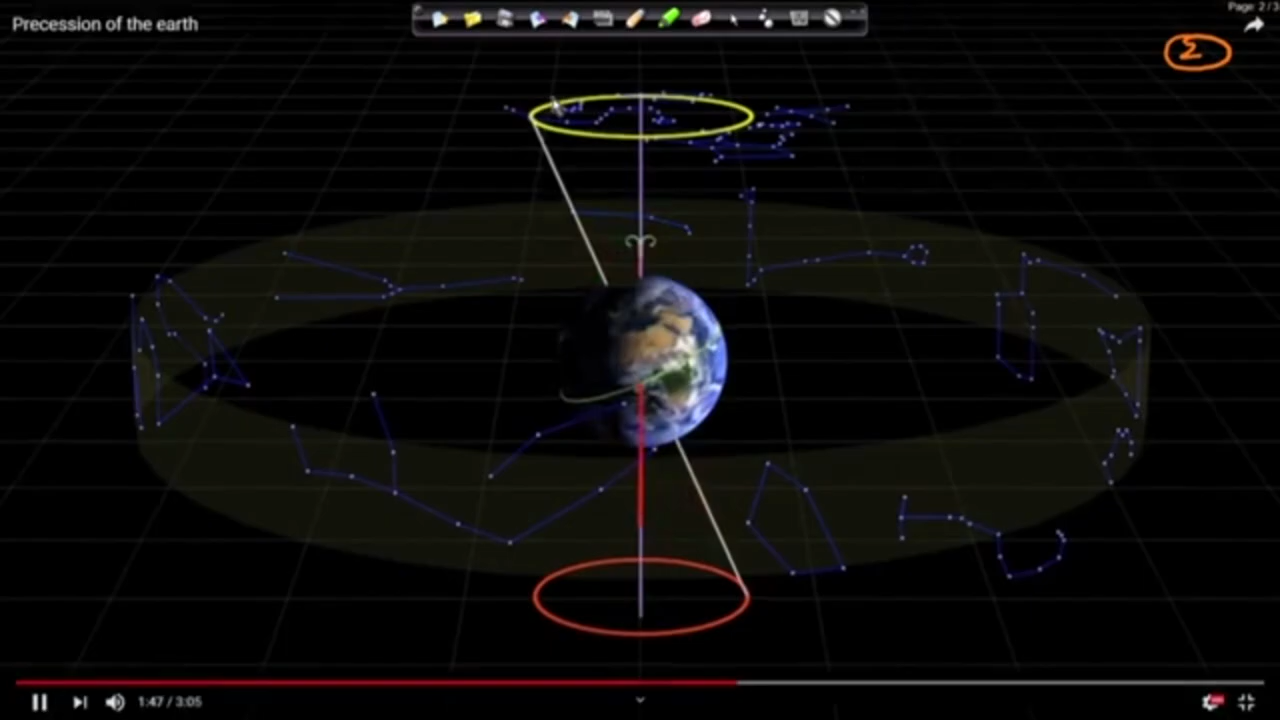 Precession of the earth
Page: 2/3
Σ
1:47 / 3:05